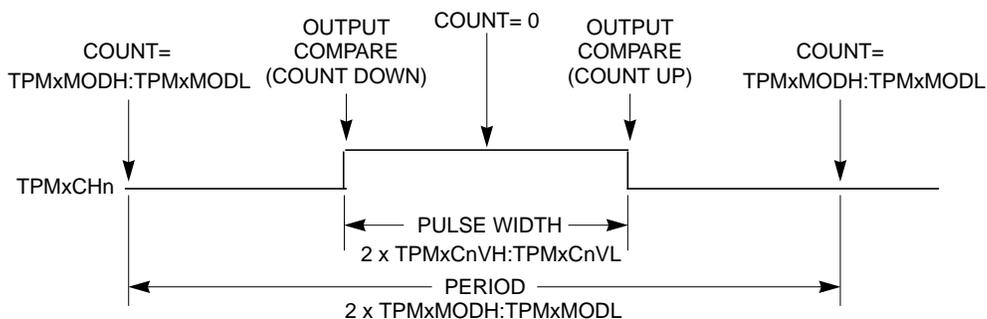 COUNT=
TPMxMODH:TPMxMODL
OUTPUT
COMPARE
(COUNT DOWN)
COUNT= 0
OUTPUT
COMPARE
(COUNT UP)
COUNT=
TPMxMODH:TPMxMODL
TPMxCHn
PULSE WIDTH
2 x TPMxCnVH:TPMxCnVL
PERIOD
2 x TPMxMODH:TPMxMODL